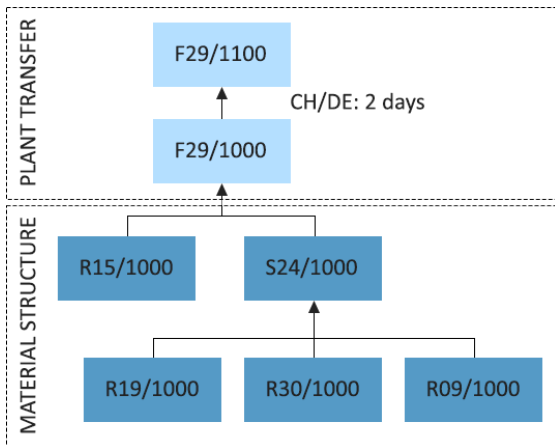 PLANT TRANSFER
F29/1100
CH/DE: 2 days
F29/1000
MATERIAL STRUCTURE
R15/1000
S24/1000
R19/1000
R30/1000
R09/1000